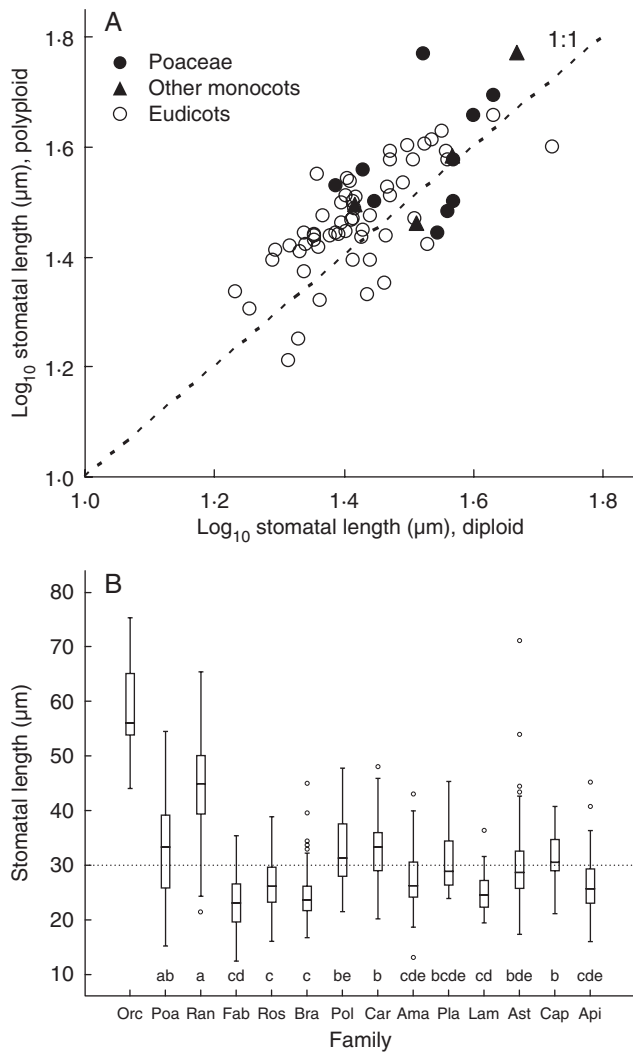 A
1·8
1·6
1·4
1·2
1·0
Log10 stomatal length (µm), polyploid
Poaceae
Other monocots
Eudicots
1:1
1·0 1·2 1·4 1·6 1·8
Log10 stomatal length (µm), diploid
B
80
70
60
50
40
30
20
10
Stomatal length (µm)
ab a cd c c be b cde bcde cd bde b cde
Orc Poa Ran Fab Ros Bra Pol Car Ama Pla Lam Ast Cap Api
Family